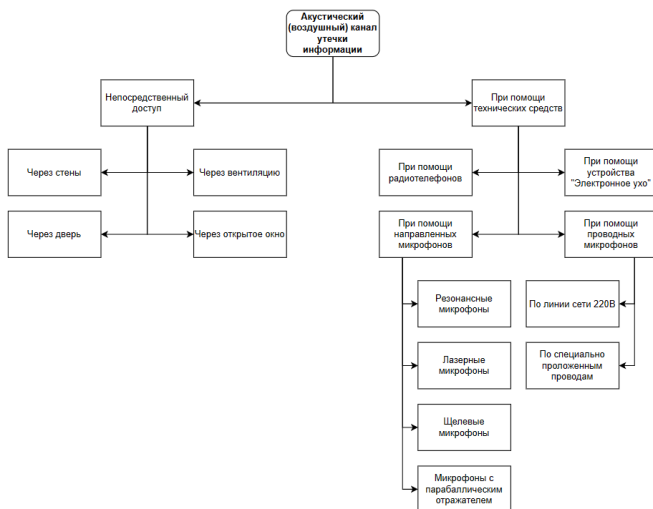 Акустический
(воздушный) канал
утечки
информации
Непосредственный
доступ
При помощи
технических средств
Через стены
Через вентиляцию
При помощи
радиотелефонов
При помощи
устройства
"Электронное ухо"
Через дверь
Через открытое окно
При помощи
направленных
микрофонов
При помощи
проводных
микрофонов
Резонансные
микрофоны
По линии сети 220В
Лазерные
микрофоны
По специально
проложенным
проводам
Щелевые
микрофоны
Микрофоны с
парабаллическим
отражателем